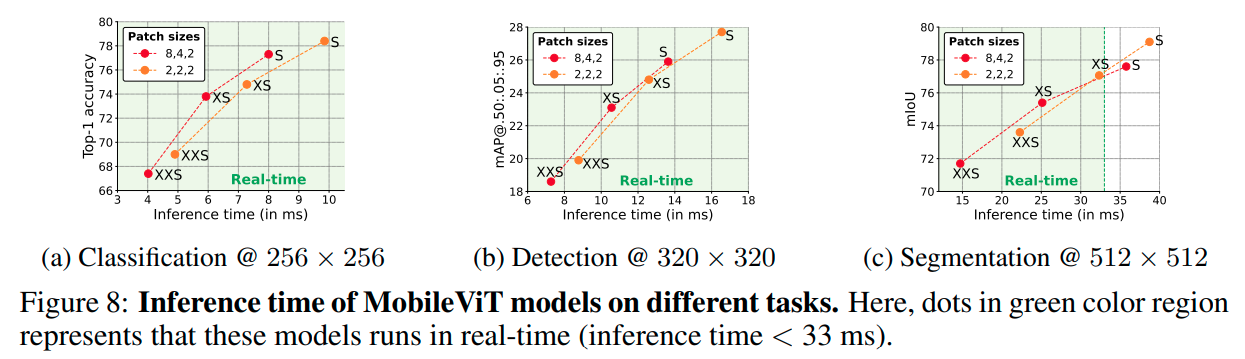 80
78
76
74
72
70
68
66
Top-1 accuracy
Patch sizes
8,4,2
2,2,2
S
S
XS
XS
XXS
XXS
Real-time
3 4 5 6 7 8 9 10
Inference time (in ms)
28
26
24
22
20
18
mAP@.50:.05:.95
Patch sizes
8,4,2
2,2,2
S
S
XS
XS
XXS
XXS
Real-time
6 8 10 12 14 16 18
Inference time (in ms)
80
78
76
74
72
70
mIoU
Patch sizes
8,4,2
2,2,2
S
S
XS
XS
XXS
XXS
Real-time
15 20 25 30 35 40
Inference time (in ms)
(a) Classification @ 256 × 256
(b) Detection @ 320 × 320
(c) Segmentation @ 512 × 512
Figure 8: Inference time of MobileViT models on different tasks. Here, dots in green color region
represents that these models runs in real-time (inference time < 33 ms).